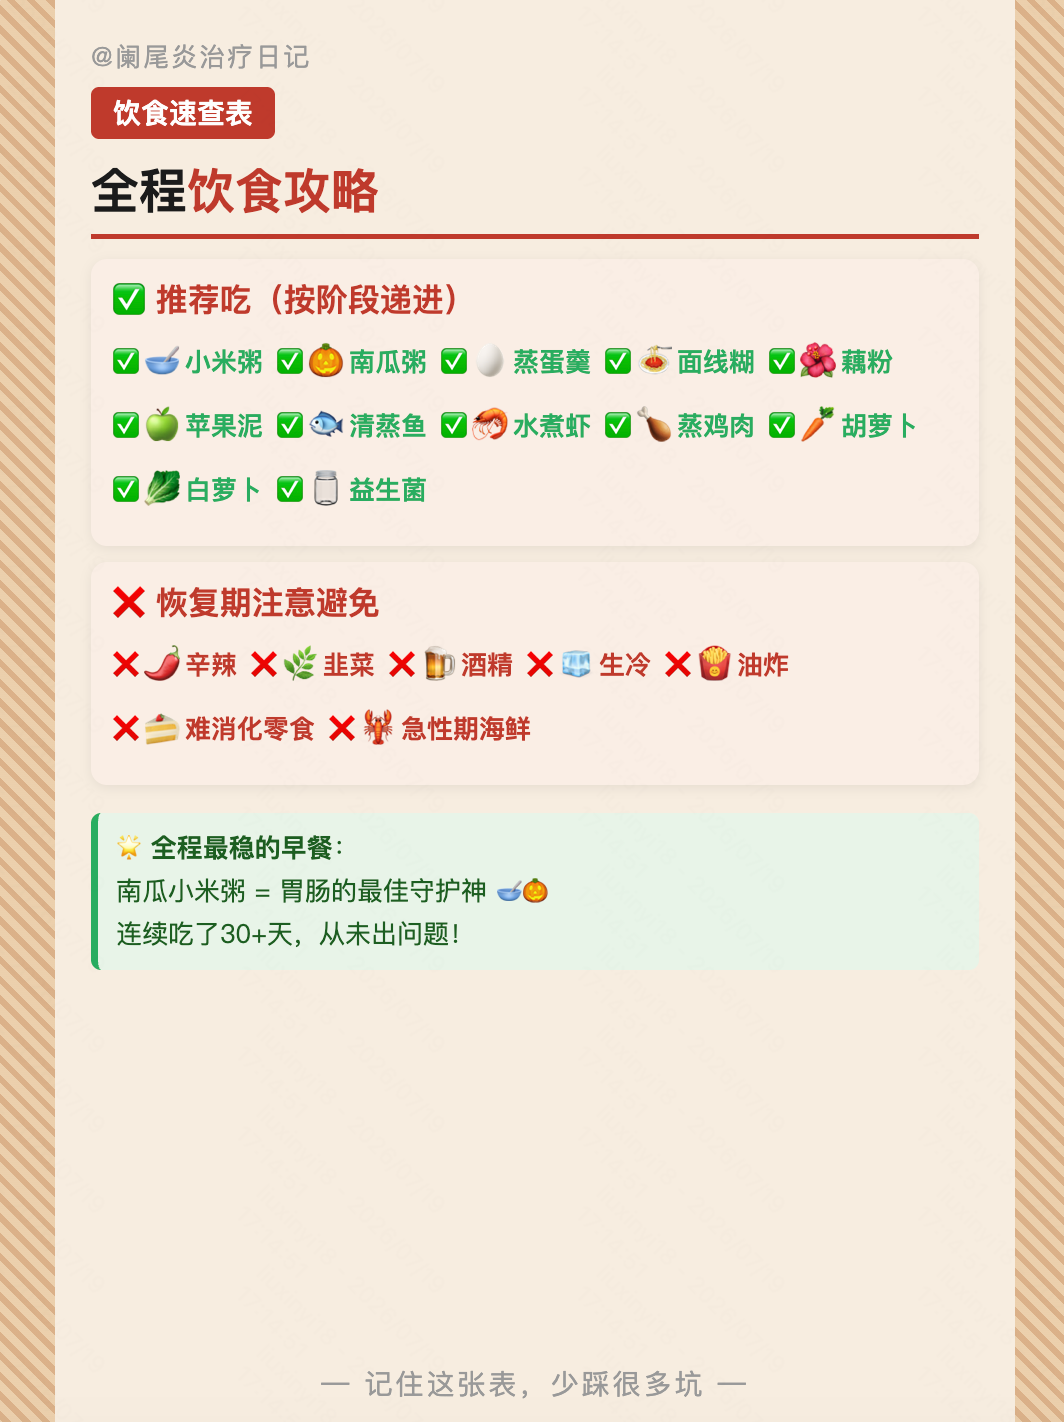 @阑尾炎治疗日记
饮食速查表
全程饮食攻略
✅ 推荐吃（按阶段递进）
✅🥣小米粥 ✅🎃南瓜粥 ✅🥚蒸蛋羹 ✅🍝面线糊 ✅🌺藕粉
✅🍏苹果泥 ✅🐟清蒸鱼 ✅🦐水煮虾 ✅🍗蒸鸡肉 ✅🥕胡萝卜
✅🥬白萝卜 ✅🫙益生菌
❌ 恢复期注意避免
❌🌶️辛辣 ❌🌿韭菜 ❌🍺酒精 ❌🧊生冷 ❌🍟油炸
❌🍰难消化零食 ❌🦞急性期海鲜
🌟 全程最稳的早餐：
南瓜小米粥 = 胃肠的最佳守护神 🥣🎃
连续吃了30+天，从未出问题！
— 记住这张表，少踩很多坑 —